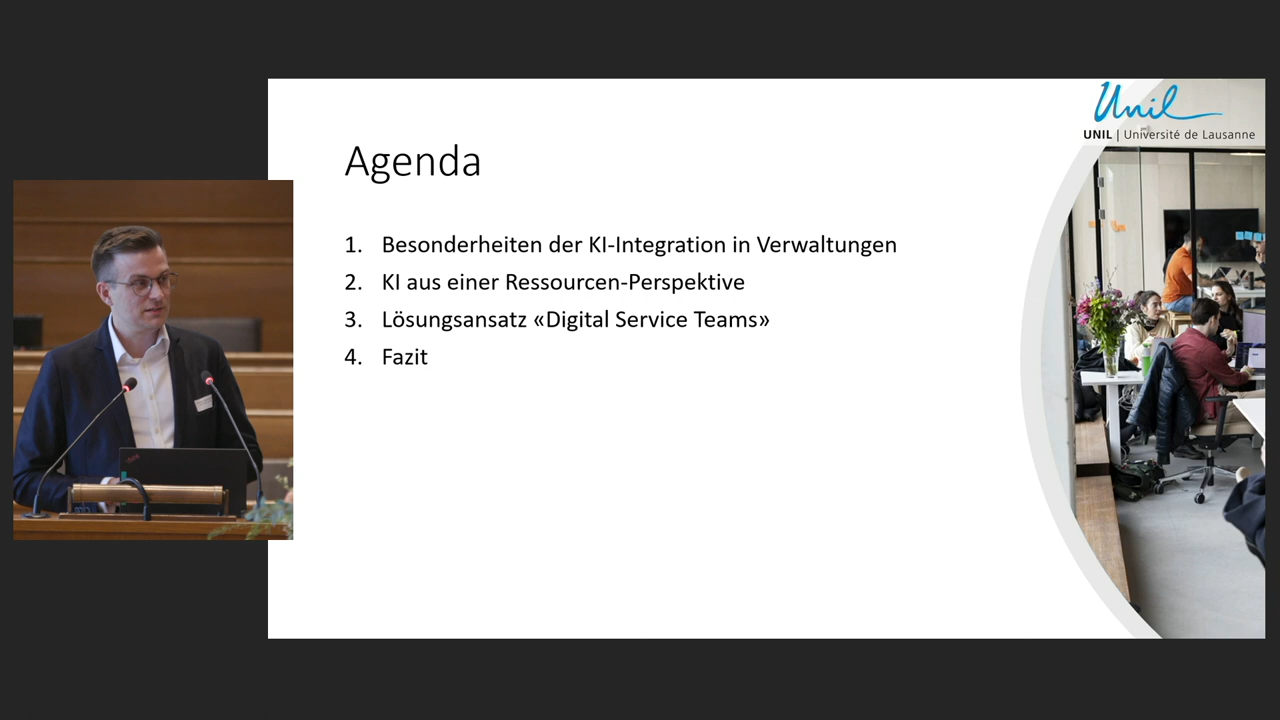 Unil
UNIL | Université de Lausanne
Agenda
1. Besonderheiten der KI-Integration in Verwaltungen
2. KI aus einer Ressourcen-Perspektive
3. Lösungsansatz «Digital Service Teams»
4. Fazit